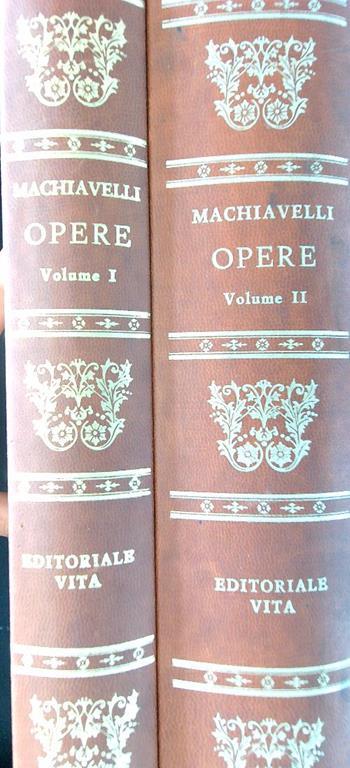 MACHIAVELLI
OPERE
Volume I
EDITORIALE
VITA
MACHIAVELLI
OPERE
Volume II
EDITORIALE
VITA